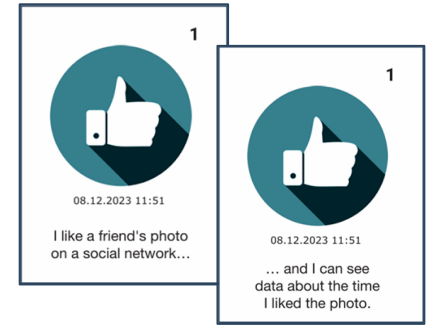 1
08.12.2023 11:51
I like a friend's photo
on a social network…
1
08.12.2023 11:51
… and I can see
data about the time
I liked the photo.